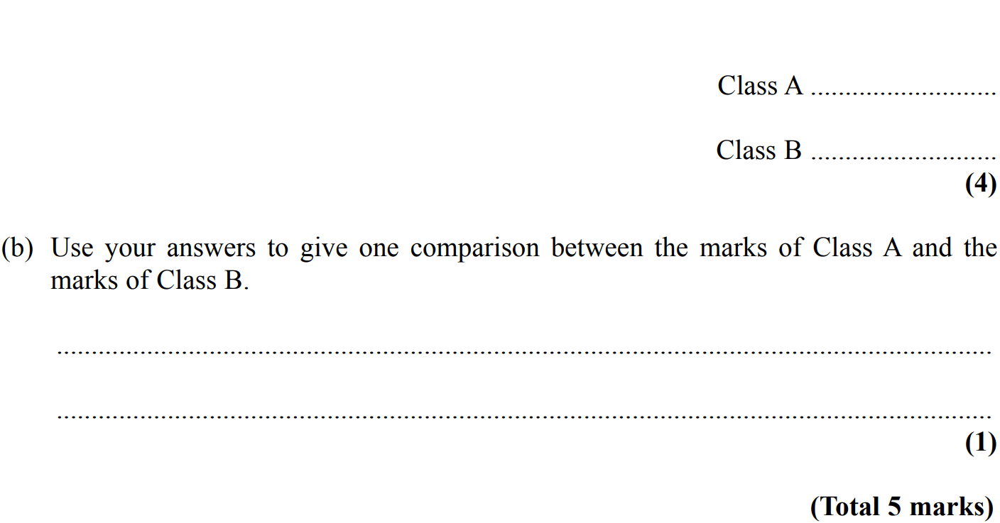 Class A ...........................
Class B ...........................
(4)
(b) Use your answers to give one comparison between the marks of Class A and the
marks of Class B.
.......................................................................................................................................
.......................................................................................................................................
(1)
(Total 5 marks)